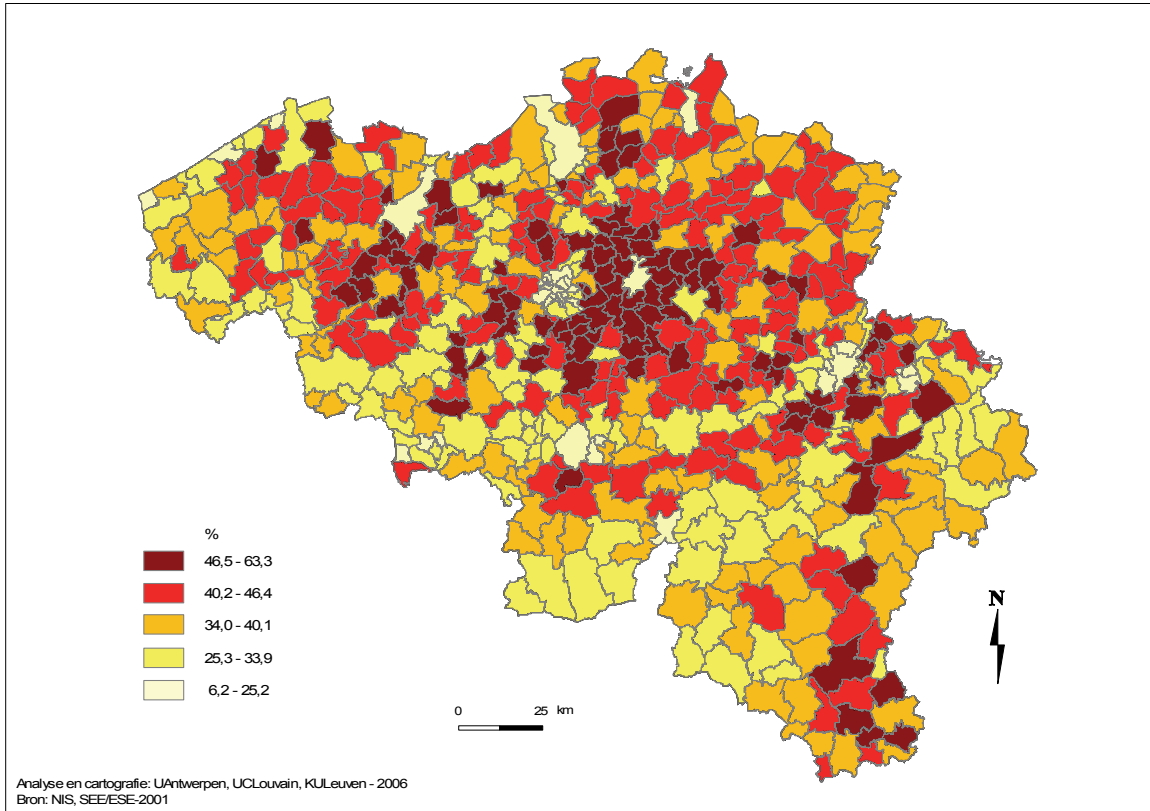 %
46,5 - 63,3
40,2 - 46,4
34,0 - 40,1
25,3 - 33,9
6,2 - 25,2
N
0 25 km
Analyse en cartografie: UAntwerpen, UCLouvain, KULeuven - 2006
Bron: NIS, SEE/ESE-2001